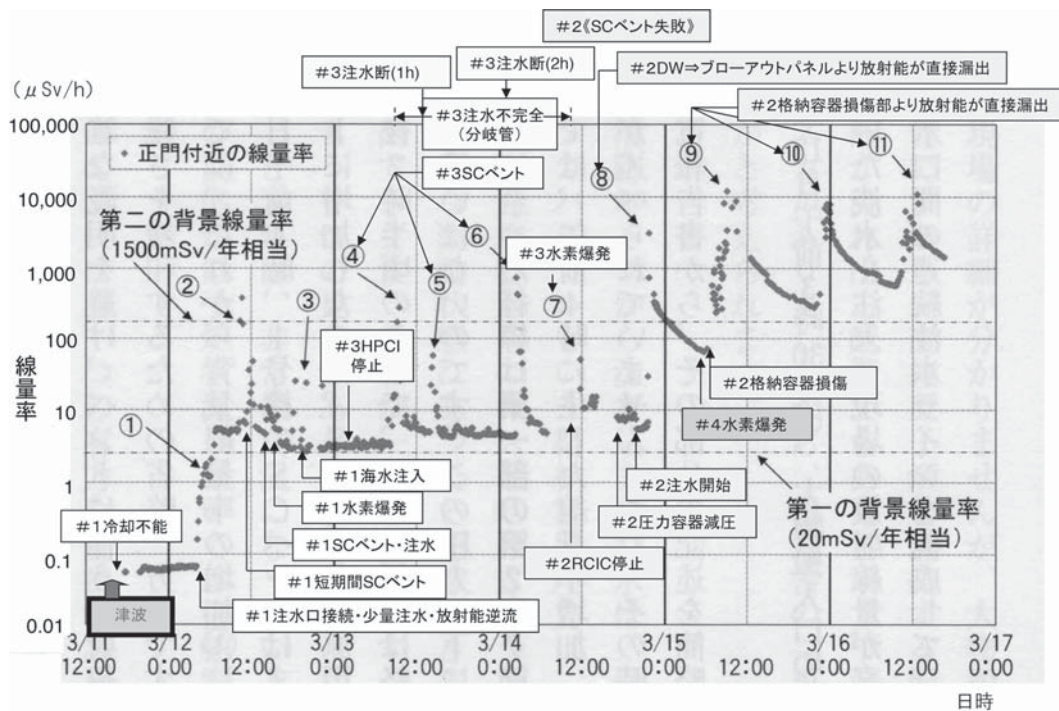 #2《SCベント失敗》
#3注水断(1h)
#3注水断(2h)
#2DW⇒ブローアウトパネルより放射能が直接漏出
#3注水不完全
(分岐管)
#2格納容器損傷部より放射能が直接漏出
(μSv/h)
100,000
10,000
1,000
100
10
1
0.1
0.01
線量率
正門付近の線量率
第二の背景線量率
(1500mSv/年相当)
#3SCベント
①
②
③
④
⑤
⑥
⑦
⑧
⑨
⑩
⑪
#3水素爆発
#3HPCI
停止
#2格納容器損傷
#4水素爆発
#1海水注入
#2注水開始
#1水素爆発
#2圧力容器減圧
第一の背景線量率
(20mSv/年相当)
#1冷却不能
#1SCベント・注水
#2RCIC停止
#1短期間SCベント
津波
#1注水口接続・少量注水・放射能逆流
3/11
12:00
3/12
0:00
12:00
3/13
0:00
12:00
3/14
0:00
12:00
3/15
0:00
12:00
3/16
0:00
12:00
3/17
0:00
日時